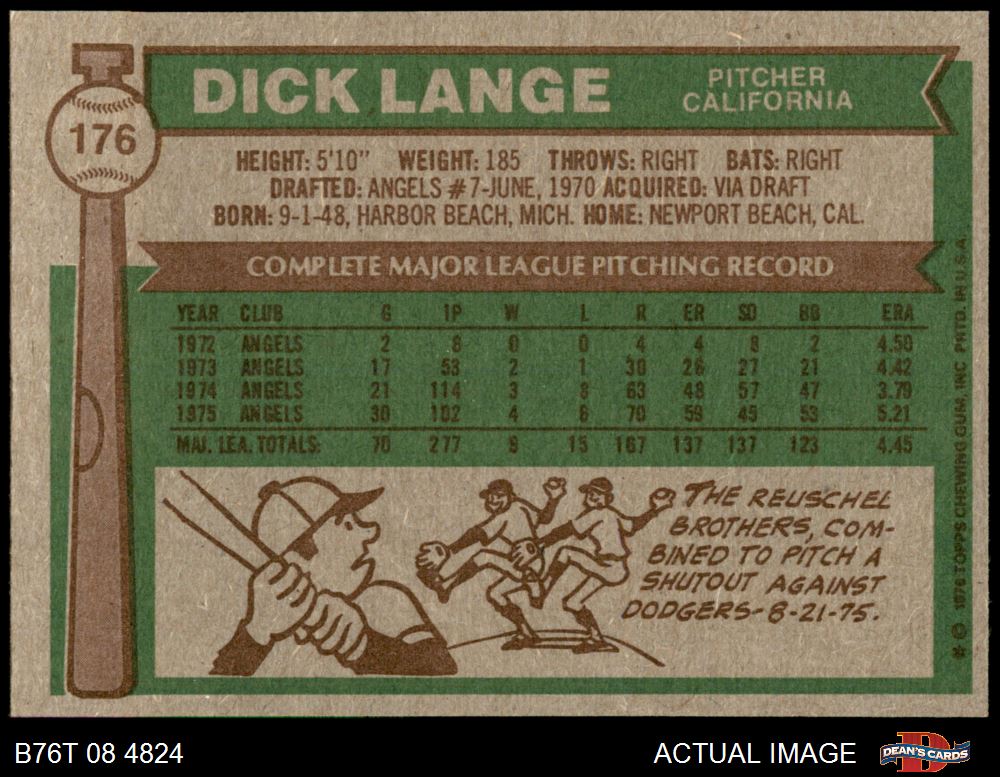 DICK LANGE
PITCHER
CALIFORNIA
176
HEIGHT: 5'10" WEIGHT: 185 THROWS: RIGHT BATS: RIGHT
DRAFTED: ANGELS #7-JUNE, 1970 ACQUIRED: VIA DRAFT
BORN: 9-1-48, HARBOR BEACH, MICH. HOME: NEWPORT BEACH, CAL.
COMPLETE MAJOR LEAGUE PITCHING RECORD
YEAR CLUB G IP W L R ER SO BB ERA
1972 ANGELS 2 8 0 0 4 4 8 2 4.50
1973 ANGELS 17 53 2 1 30 26 27 21 4.42
1974 ANGELS 21 114 3 8 63 48 57 47 3.79
1975 ANGELS 30 102 4 6 70 59 45 53 5.21
MAJ. LEA. TOTALS: 70 277 9 15 167 137 137 123 4.45
THE REUSCHEL
BROTHERS, COM-
BINED TO PITCH A
SHUTOUT AGAINST
DODGERS-8-21-75.
* © 1976 TOPPS CHEWING GUM, INC. PRTD. IN U.S.A.
B76T 08 4824
ACTUAL IMAGE
D
DEAN'S CARDS